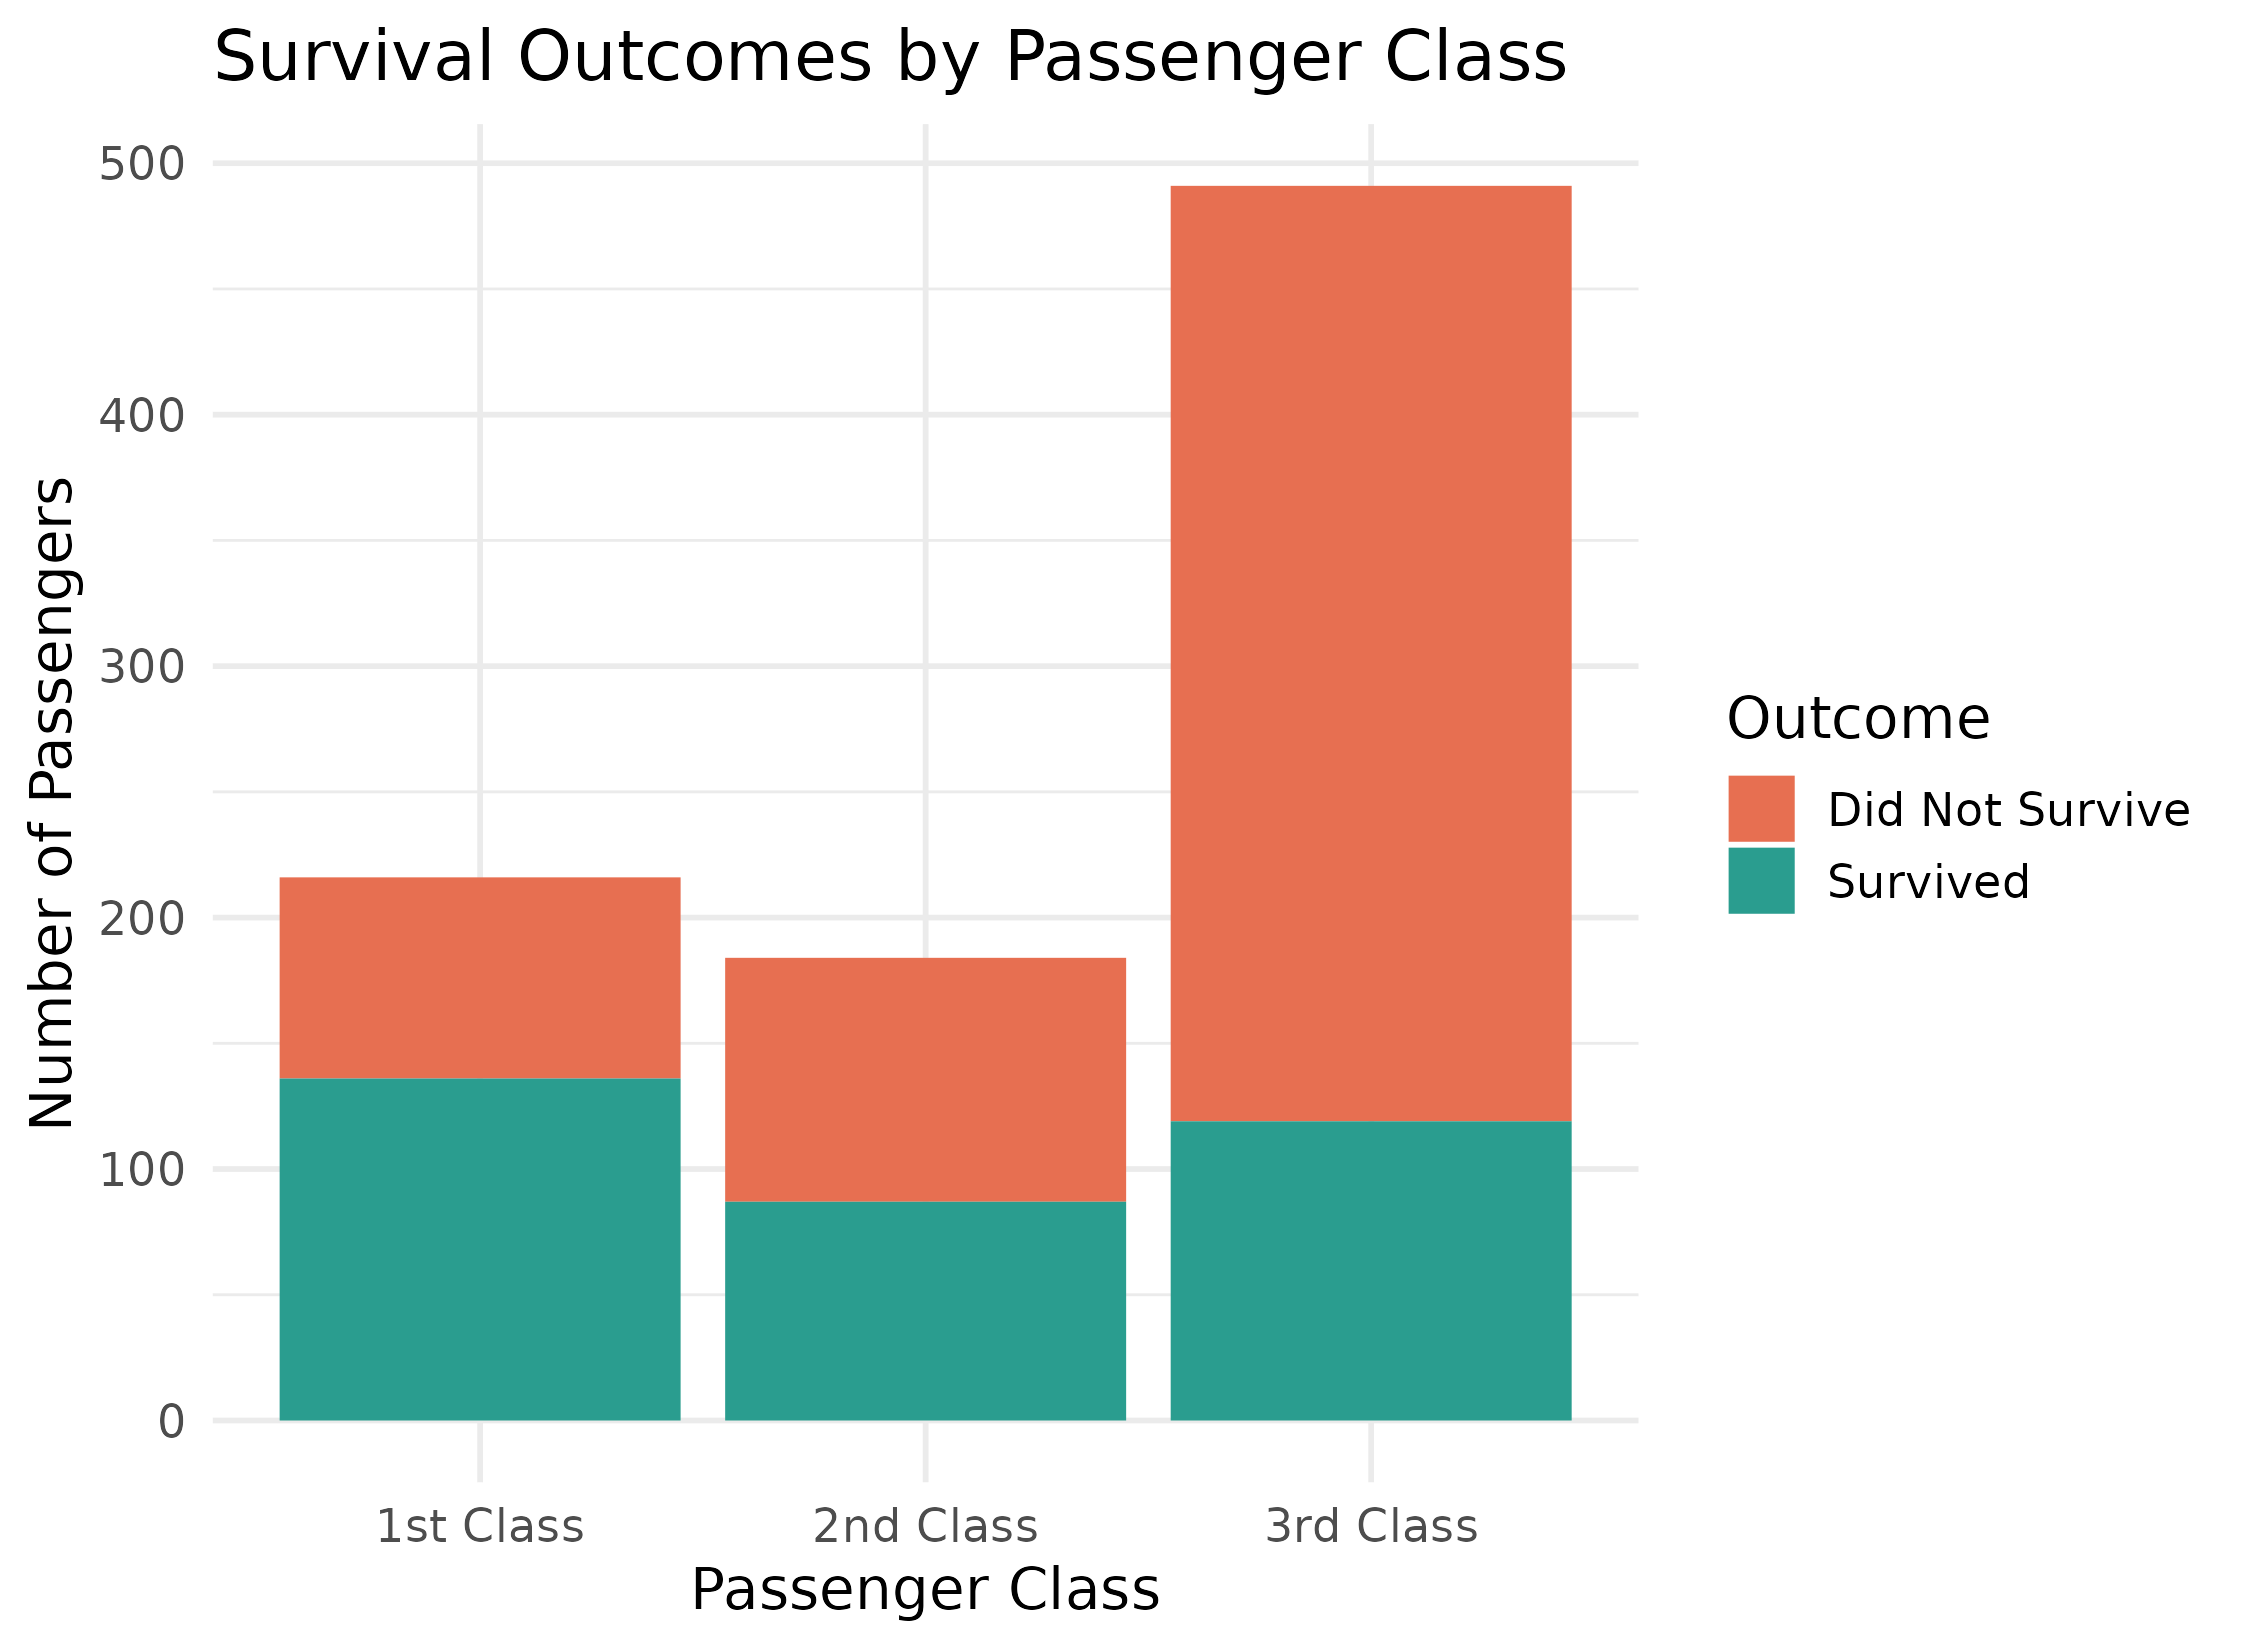 Survival Outcomes by Passenger Class
Number of Passengers
500
400
300
200
100
0
1st Class
2nd Class
3rd Class
Passenger Class
Outcome
Did Not Survive
Survived